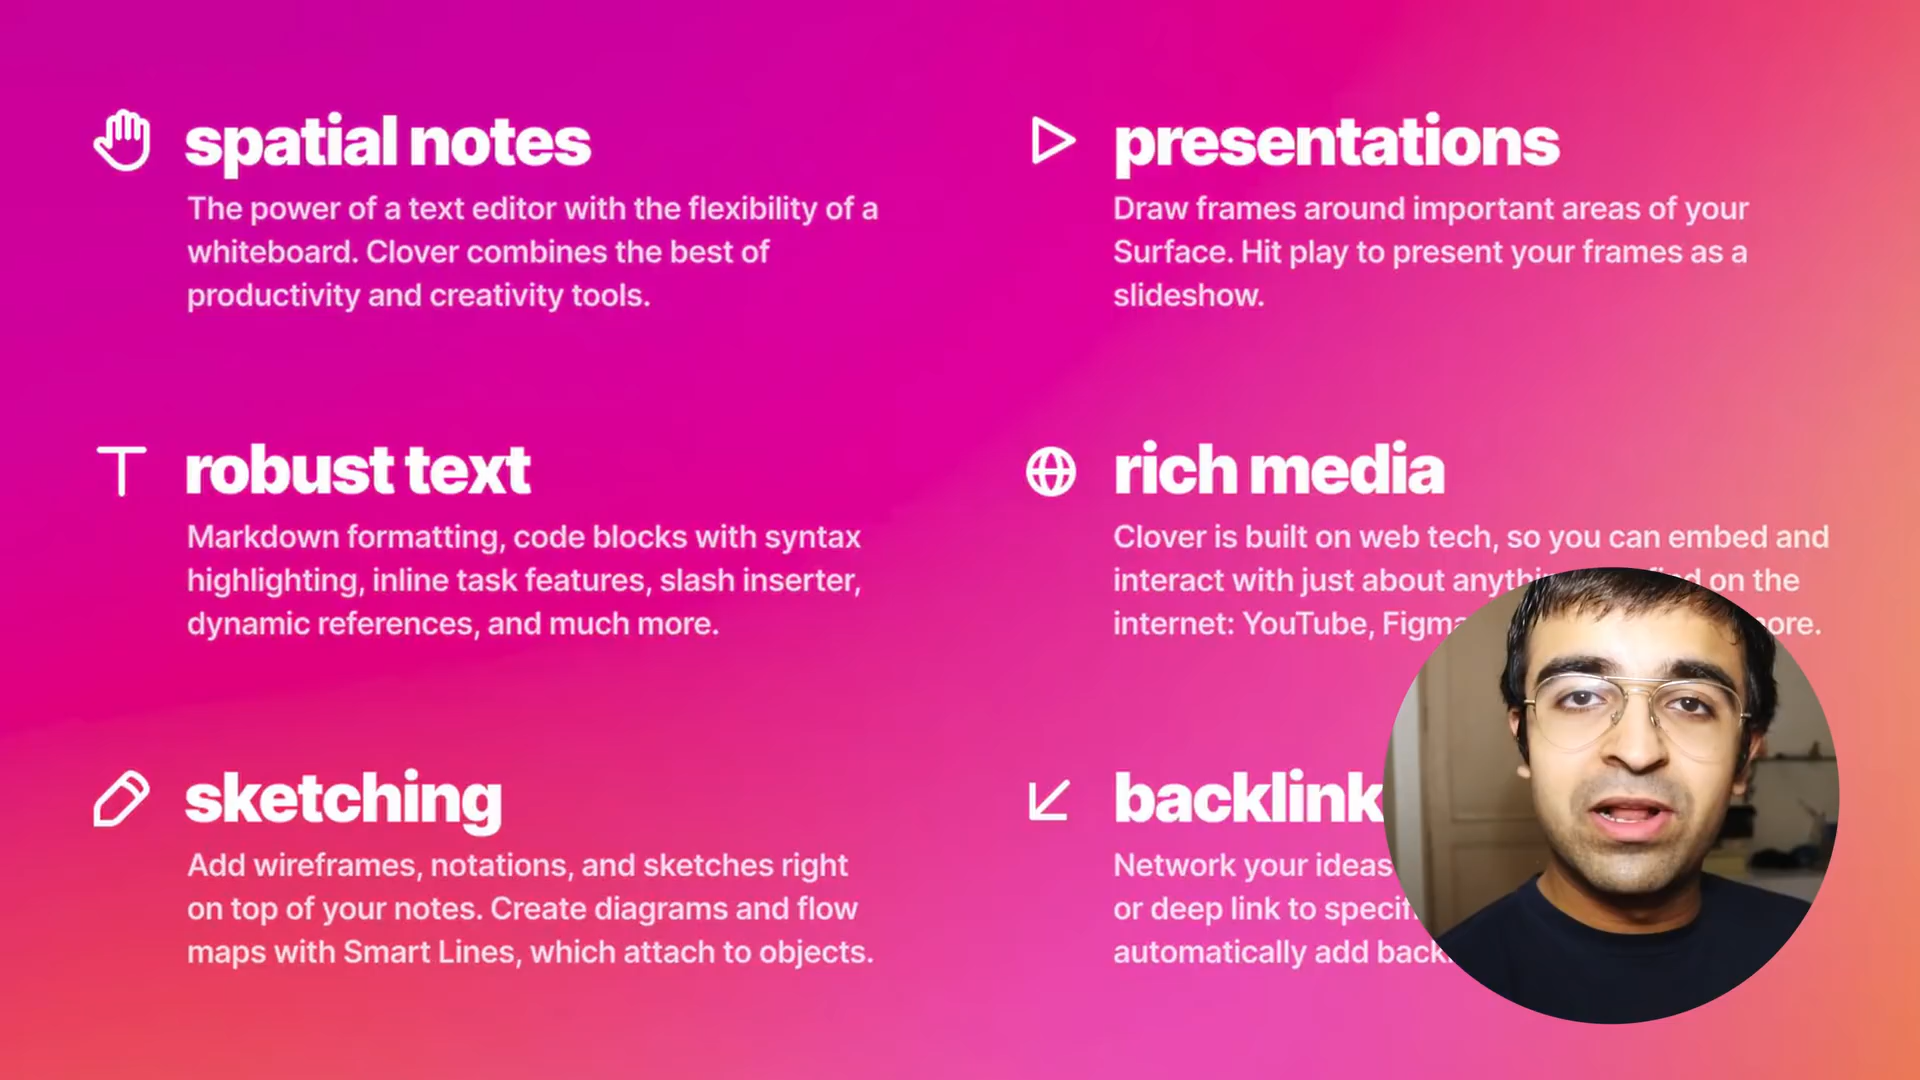 spatial notes
The power of a text editor with the flexibility of a
whiteboard. Clover combines the best of
productivity and creativity tools.
presentations
Draw frames around important areas of your
Surface. Hit play to present your frames as a
slideshow.
robust text
Markdown formatting, code blocks with syntax
highlighting, inline task features, slash inserter,
dynamic references, and much more.
rich media
Clover is built on web tech, so you can embed and
interact with just about on the
internet: YouTube,
sketching
Add wireframes, notations, and sketches right
on top of your notes. Create diagrams and flow
maps with Smart Lines, which attach to objects.
backlink
Network your ideas
or deep link to
automatically add